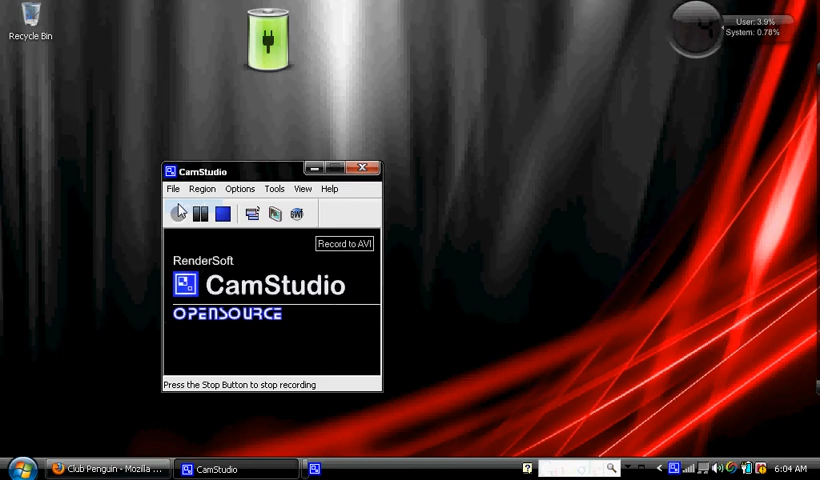 Recycle Bin
User: 3.9%
System: 0.78%
CamStudio
File Region Options Tools View Help
Record to AVI
RenderSoft
CamStudio
OPENSOURCE
Press the Stop Button to stop recording
Club Penguin - Mozilla ...
CamStudio
6:04 AM